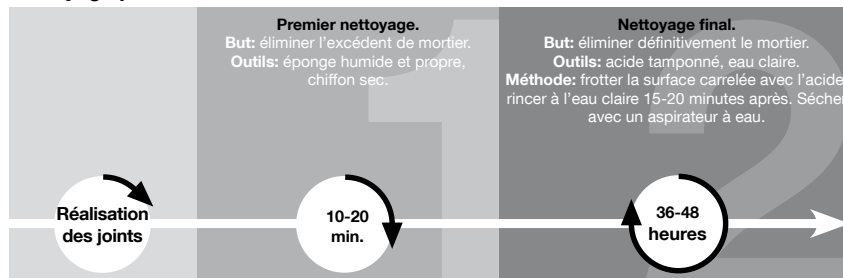 Premier nettoyage.
But: éliminer l'excédent de mortier.
Outils: éponge humide et propre,
chiffon sec.
Nettoyage final.
But: éliminer définitivement le mortier.
Outils: acide tamponné, eau claire.
Méthode: frotter la surface carrelée avec l'acide
rincer à l'eau claire 15-20 minutes après. Sécher
avec un aspirateur à eau.
1
2
Réalisation
des joints
10-20
min.
36-48
heures